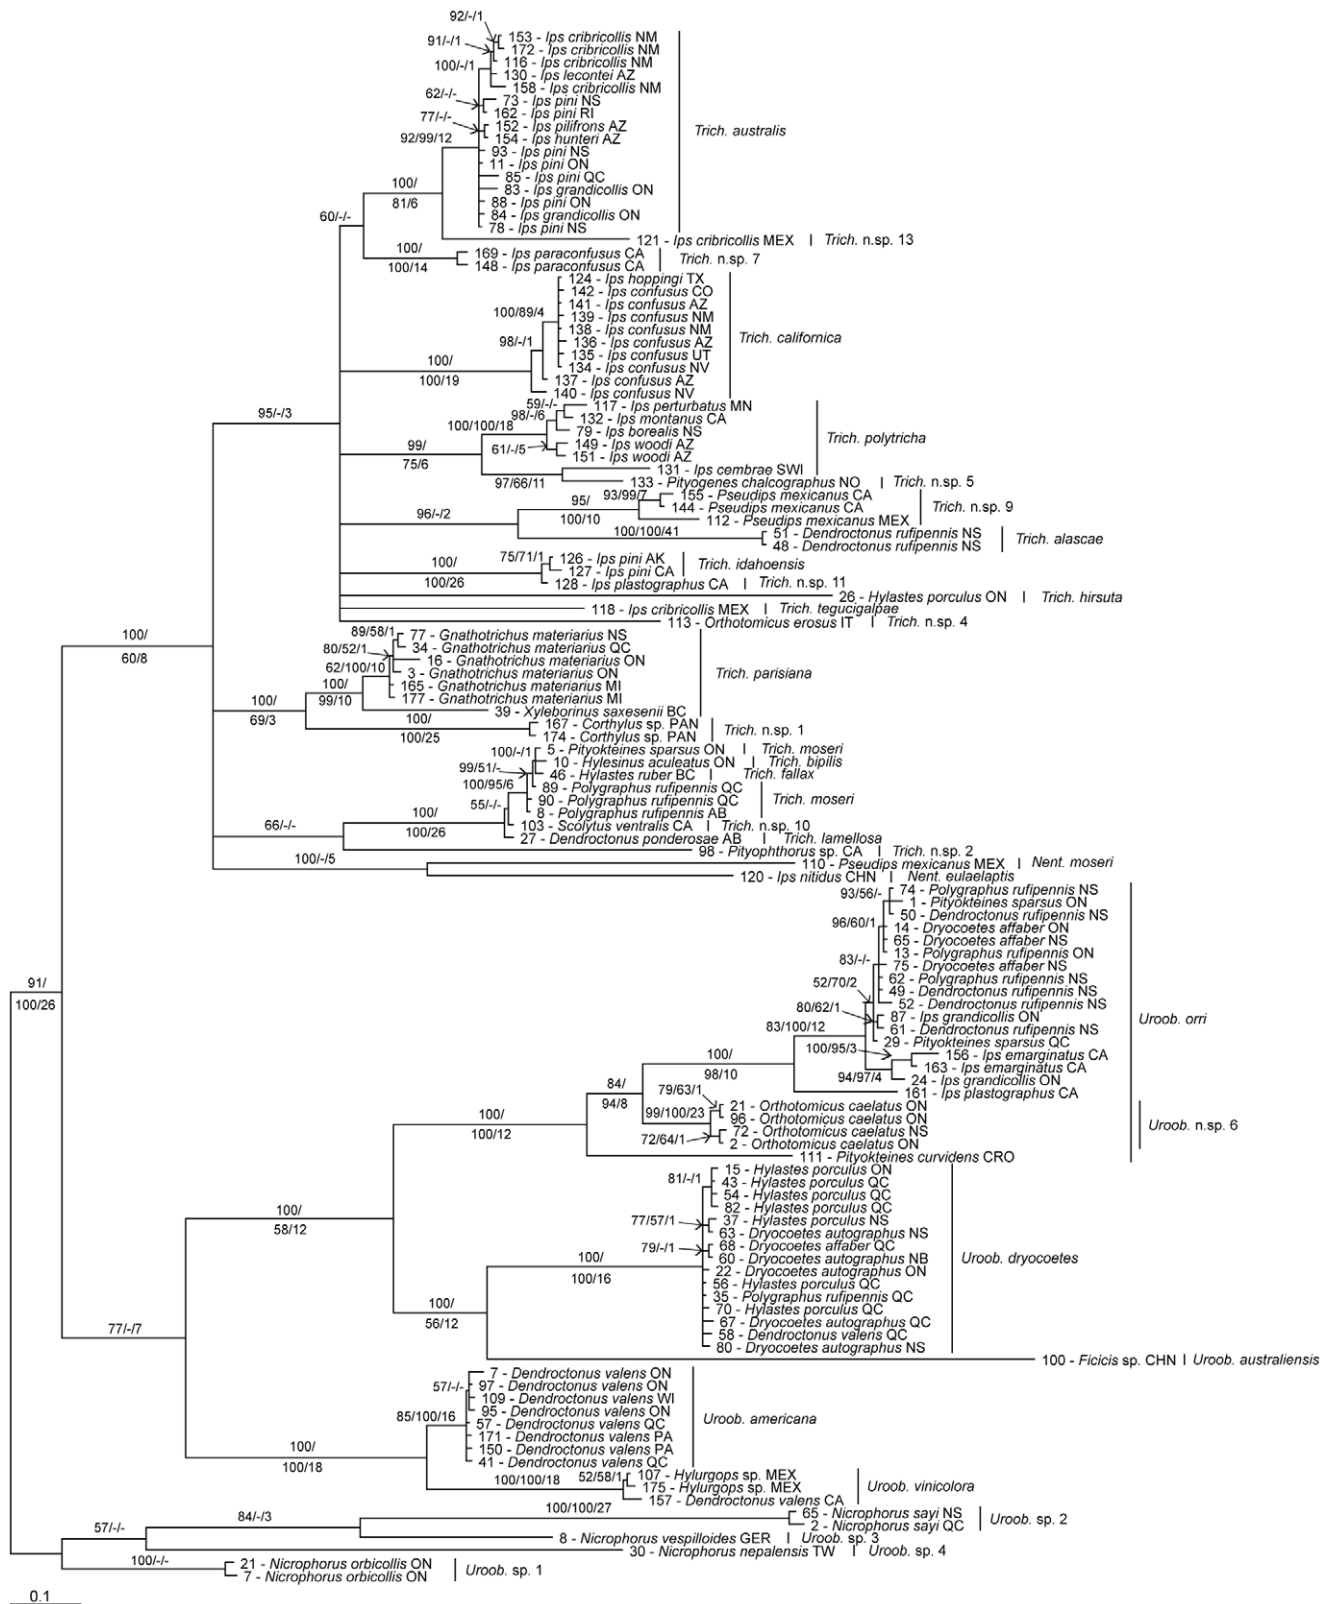 92/-/1
153 - Ips cribricollis NM
91/-/1
172 - Ips cribricollis NM
116 - Ips cribricollis NM
100/-/1
130 - Ips lecontei AZ
158 - Ips cribricollis NM
62/-/-
73 - Ips pini NS
162 - Ips pini RI
77/-/-
152 - Ips pilifrons AZ
Trich. australis
154 - Ips hunteri AZ
92/99/12
93 - Ips pini NS
11 - Ips pini ON
85 - Ips pini QC
100/
81/6
83 - Ips grandicollis ON
88 - Ips pini ON
84 - Ips grandicollis ON
60/-/-
78 - Ips pini NS
121 - Ips cribricollis MEX | Trich. n.sp. 13
100/
100/14
169 - Ips paraconfusus CA
148 - Ips paraconfusus CA
Trich. n.sp. 7
124 - Ips hoppingi TX
142 - Ips confusus CO
141 - Ips confusus AZ
100/89/4
139 - Ips confusus NM
138 - Ips confusus NM
Trich. californica
98/-/1
136 - Ips confusus AZ
135 - Ips confusus UT
100/
100/19
134 - Ips confusus NV
137 - Ips confusus AZ
140 - Ips confusus NV
59/-/-
117 - Ips perturbatus MN
95/-/3
98/-/6
132 - Ips montanus CA
100/100/18
79 - Ips borealis NS
Trich. polytricha
61/-/5
149 - Ips woodi AZ
151 - Ips woodi AZ
99/
75/6
131 - Ips cembrae SWI
97/66/11
133 - Pityogenes chalcographus NO | Trich. n.sp. 5
93/99/7
155 - Pseudips mexicanus CA
144 - Pseudips mexicanus CA
Trich. n.sp. 9
95/
100/10
96/-/2
112 - Pseudips mexicanus MEX
100/100/41
51 - Dendroctonus rufipennis NS
48 - Dendroctonus rufipennis NS
Trich. alascae
75/71/1
126 - Ips pini AK
127 - Ips pini CA
Trich. idahoensis
100/
100/26
128 - Ips plastographus CA | Trich. n.sp. 11
26 - Hylastes porculus ON | Trich. hirsuta
118 - Ips cribricollis MEX | Trich. tegucigalpae
113 - Orthotomicus erosus IT | Trich. n.sp. 4
100/
60/8
89/58/1
77 - Gnathotrichus materiarius NS
80/52/1
34 - Gnathotrichus materiarius QC
62/100/10
16 - Gnathotrichus materiarius ON
3 - Gnathotrichus materiarius ON
Trich. parisiana
100/
99/10
165 - Gnathotrichus materiarius MI
177 - Gnathotrichus materiarius MI
100/
69/3
39 - Xyleborinus saxesenii BC
100/
100/25
167 - Corthylus sp. PAN
174 - Corthylus sp. PAN
Trich. n.sp. 1
100/-/1
5 - Pityokteines sparsus ON | Trich. moseri
10 - Hylesinus aculeatus ON | Trich. bipilis
99/51/-
46 - Hylastes ruber BC | Trich. fallax
100/95/6
89 - Polygraphus rufipennis QC
90 - Polygraphus rufipennis QC
Trich. moseri
55/-/-
8 - Polygraphus rufipennis AB
100/
100/26
103 - Scolytus ventralis CA | Trich. n.sp. 10
66/-/-
27 - Dendroctonus ponderosae AB | Trich. lamellosa
98 - Pityophthorus sp. CA | Trich. n.sp. 2
100/-/5
110 - Pseudips mexicanus MEX | Nent. moseri
120 - Ips nitidus CHN | Nent. eulaelaptis
93/56/-
74 - Polygraphus rufipennis NS
1 - Pityokteines sparsus ON
50 - Dendroctonus rufipennis NS
96/60/1
14 - Dryocoetes affaber ON
65 - Dryocoetes affaber NS
13 - Polygraphus rufipennis ON
83/-/-
75 - Dryocoetes affaber NS
62 - Polygraphus rufipennis NS
52/70/2
49 - Dendroctonus rufipennis NS
52 - Dendroctonus rufipennis NS
91/
100/26
80/62/1
87 - Ips grandicollis ON
Uroob. orri
83/100/12
61 - Dendroctonus rufipennis NS
29 - Pityokteines sparsus QC
100/95/3
156 - Ips emarginatus CA
100/
98/10
163 - Ips emarginatus CA
94/97/4
24 - Ips grandicollis ON
161 - Ips plastographus CA
84/
94/8
79/63/1
21 - Orthotomicus caelatus ON
99/100/23
96 - Orthotomicus caelatus ON
Uroob. n.sp. 6
72/64/1
72 - Orthotomicus caelatus NS
2 - Orthotomicus caelatus ON
100/
100/12
111 - Pityokteines curvidens CRO
15 - Hylastes porculus ON
81/-/1
43 - Hylastes porculus QC
54 - Hylastes porculus QC
82 - Hylastes porculus QC
77/57/1
37 - Hylastes porculus NS
63 - Dryocoetes autographus NS
100/
58/12
79/-/1
68 - Dryocoetes affaber QC
60 - Dryocoetes autographus NB
Uroob. dryocoetes
100/
100/16
22 - Dryocoetes autographus ON
56 - Hylastes porculus QC
35 - Polygraphus rufipennis QC
70 - Hylastes porculus QC
100/
56/12
67 - Dryocoetes autographus QC
58 - Dendroctonus valens QC
77/-/7
80 - Dryocoetes autographus NS
100 - Ficicis sp. CHN | Uroob. australiensis
7 - Dendroctonus valens ON
57/-/-
97 - Dendroctonus valens ON
109 - Dendroctonus valens WI
95 - Dendroctonus valens ON
85/100/16
57 - Dendroctonus valens QC
Uroob. americana
171 - Dendroctonus valens PA
150 - Dendroctonus valens PA
100/
100/18
41 - Dendroctonus valens QC
100/100/18
52/58/1
107 - Hylurgops sp. MEX
175 - Hylurgops sp. MEX
Uroob. vinicolora
157 - Dendroctonus valens CA
100/100/27
65 - Nicrophorus sayi NS
2 - Nicrophorus sayi QC
Uroob. sp. 2
84/-/3
57/-/-
8 - Nicrophorus vespilloides GER | Uroob. sp. 3
30 - Nicrophorus nepalensis TW | Uroob. sp. 4
100/-/-
21 - Nicrophorus orbicollis ON
7 - Nicrophorus orbicollis ON
Uroob. sp. 1
0.1